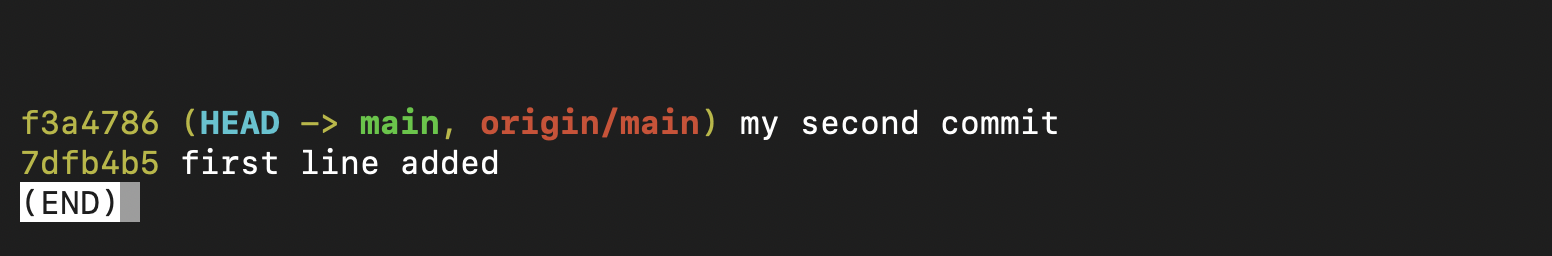 f3a4786 (HEAD -> main, origin/main) my second commit
7dfb4b5 first line added
(END)